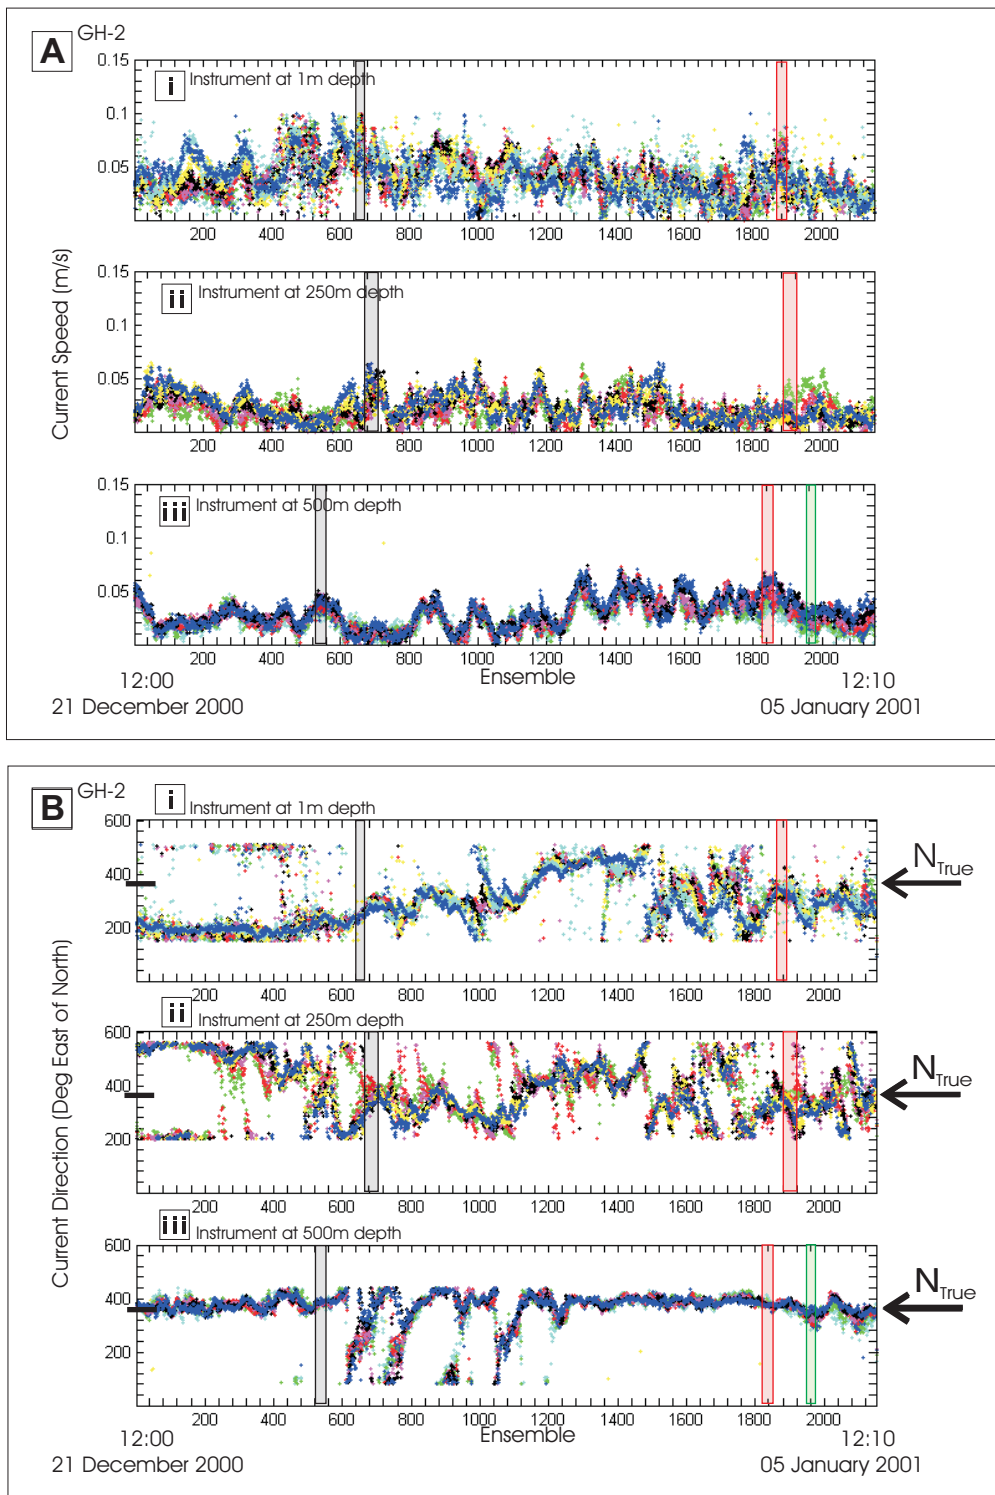 A GH-2
i Instrument at 1m depth
0.15
0.1
0.05
200 400 600 800 1000 1200 1400 1600 1800 2000
ii Instrument at 250m depth
0.15
0.1
0.05
200 400 600 800 1000 1200 1400 1600 1800 2000
iii Instrument at 500m depth
0.15
0.1
0.05
200 400 600 800 1000 1200 1400 1600 1800 2000
Current Speed (m/s)
Ensemble
12:00 12:10
21 December 2000 05 January 2001
B GH-2
i Instrument at 1m depth
600
400
200
200 400 600 800 1000 1200 1400 1600 1800 2000
NTrue
ii Instrument at 250m depth
600
400
200
200 400 600 800 1000 1200 1400 1600 1800 2000
NTrue
iii Instrument at 500m depth
600
400
200
200 400 600 800 1000 1200 1400 1600 1800 2000
NTrue
Current Direction (Deg East of North)
Ensemble
12:00 12:10
21 December 2000 05 January 2001